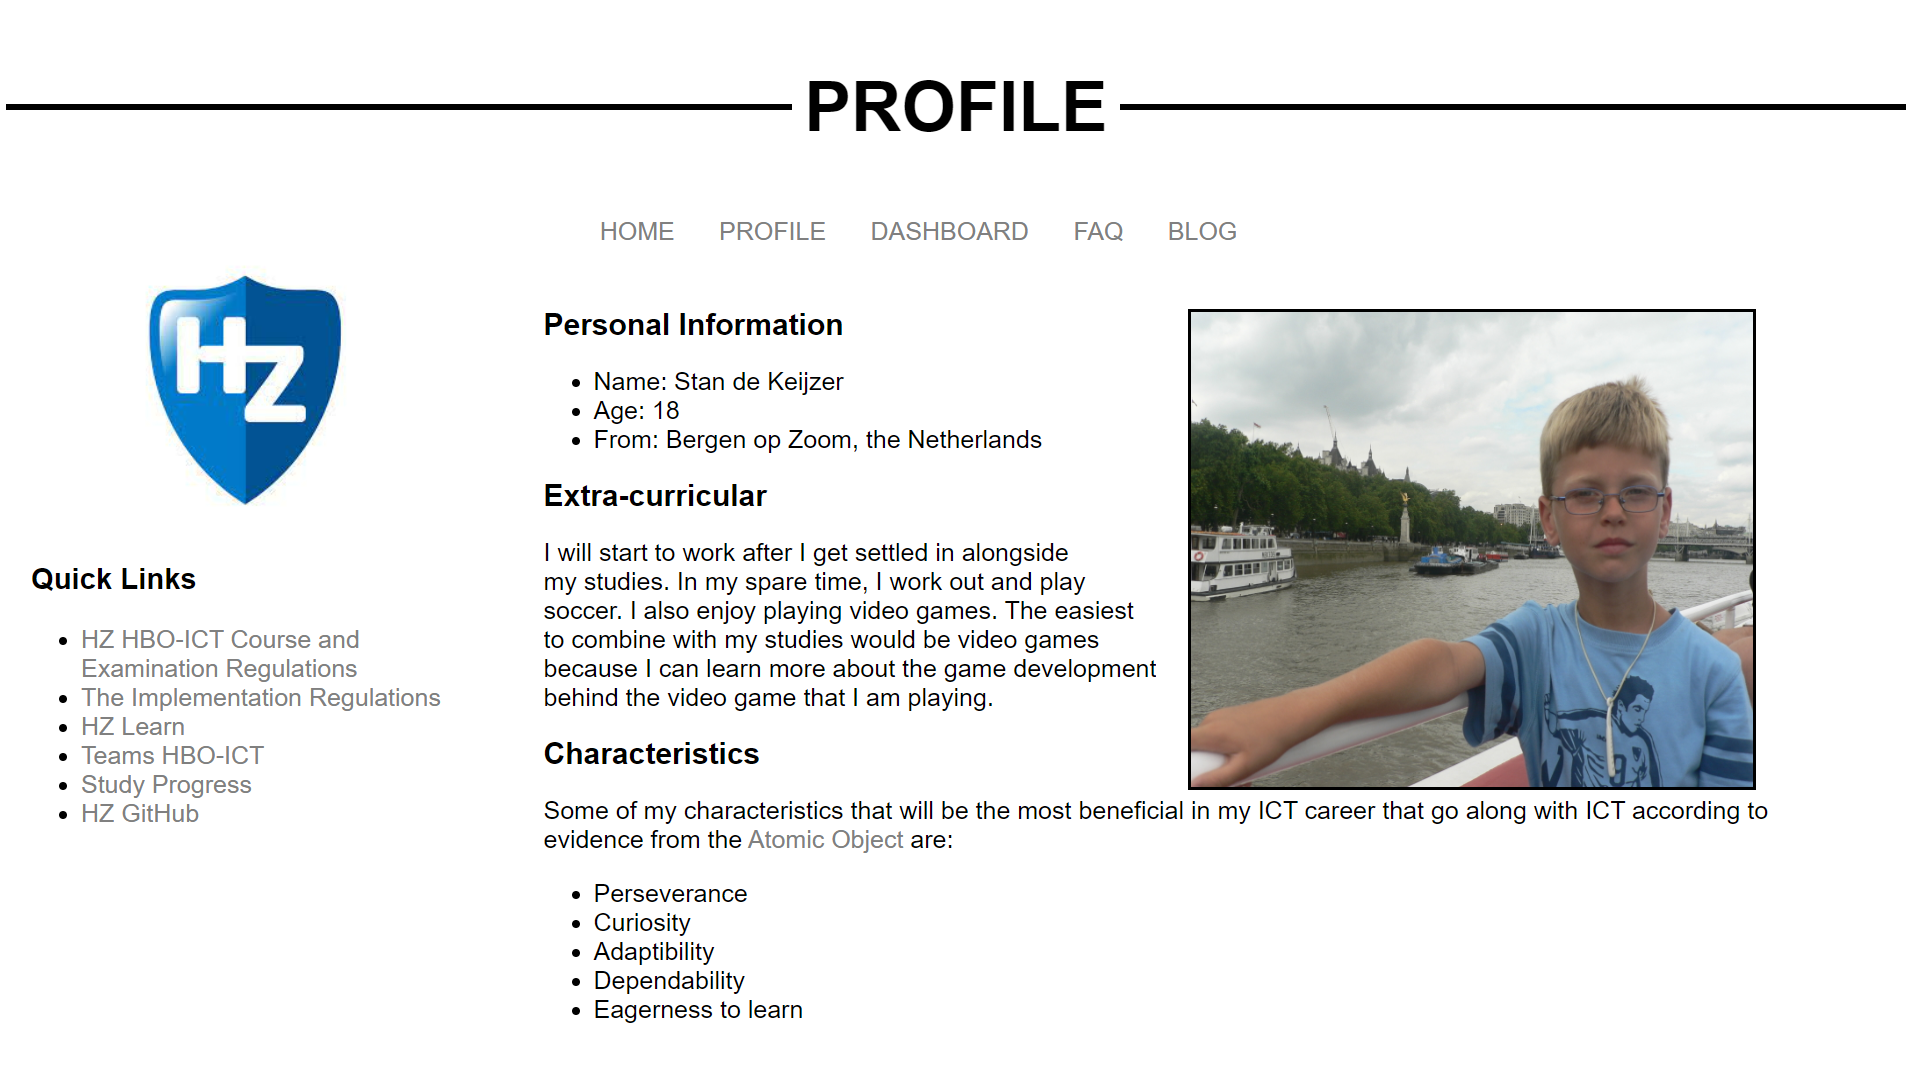 PROFILE
HOME PROFILE DASHBOARD FAQ BLOG
HZ
Quick Links
HZ HBO-ICT Course and
Examination Regulations
The Implementation Regulations
HZ Learn
Teams HBO-ICT
Study Progress
HZ GitHub
Personal Information
Name: Stan de Keijzer
Age: 18
From: Bergen op Zoom, the Netherlands
Extra-curricular
I will start to work after I get settled in alongside
my studies. In my spare time, I work out and play
soccer. I also enjoy playing video games. The easiest
to combine with my studies would be video games
because I can learn more about the game development
behind the video game that I am playing.
Characteristics
Some of my characteristics that will be the most beneficial in my ICT career that go along with ICT according to
evidence from the Atomic Object are:
Perseverance
Curiosity
Adaptibility
Dependability
Eagerness to learn